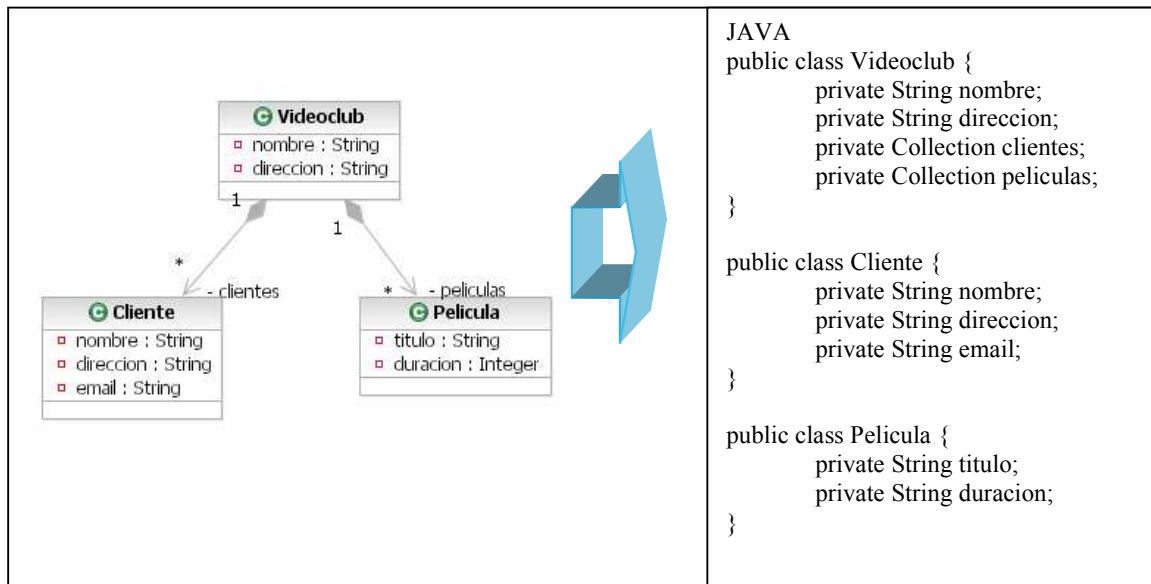 Videoclub
nombre : String
direccion : String
1
1
*
- clientes
* - peliculas
Cliente
nombre : String
direccion : String
email : String
Pelicula
titulo : String
duracion : Integer
JAVA
public class Videoclub {
private String nombre;
private String direccion;
private Collection clientes;
private Collection peliculas;
}
public class Cliente {
private String nombre;
private String direccion;
private String email;
}
public class Pelicula {
private String titulo;
private String duracion;
}